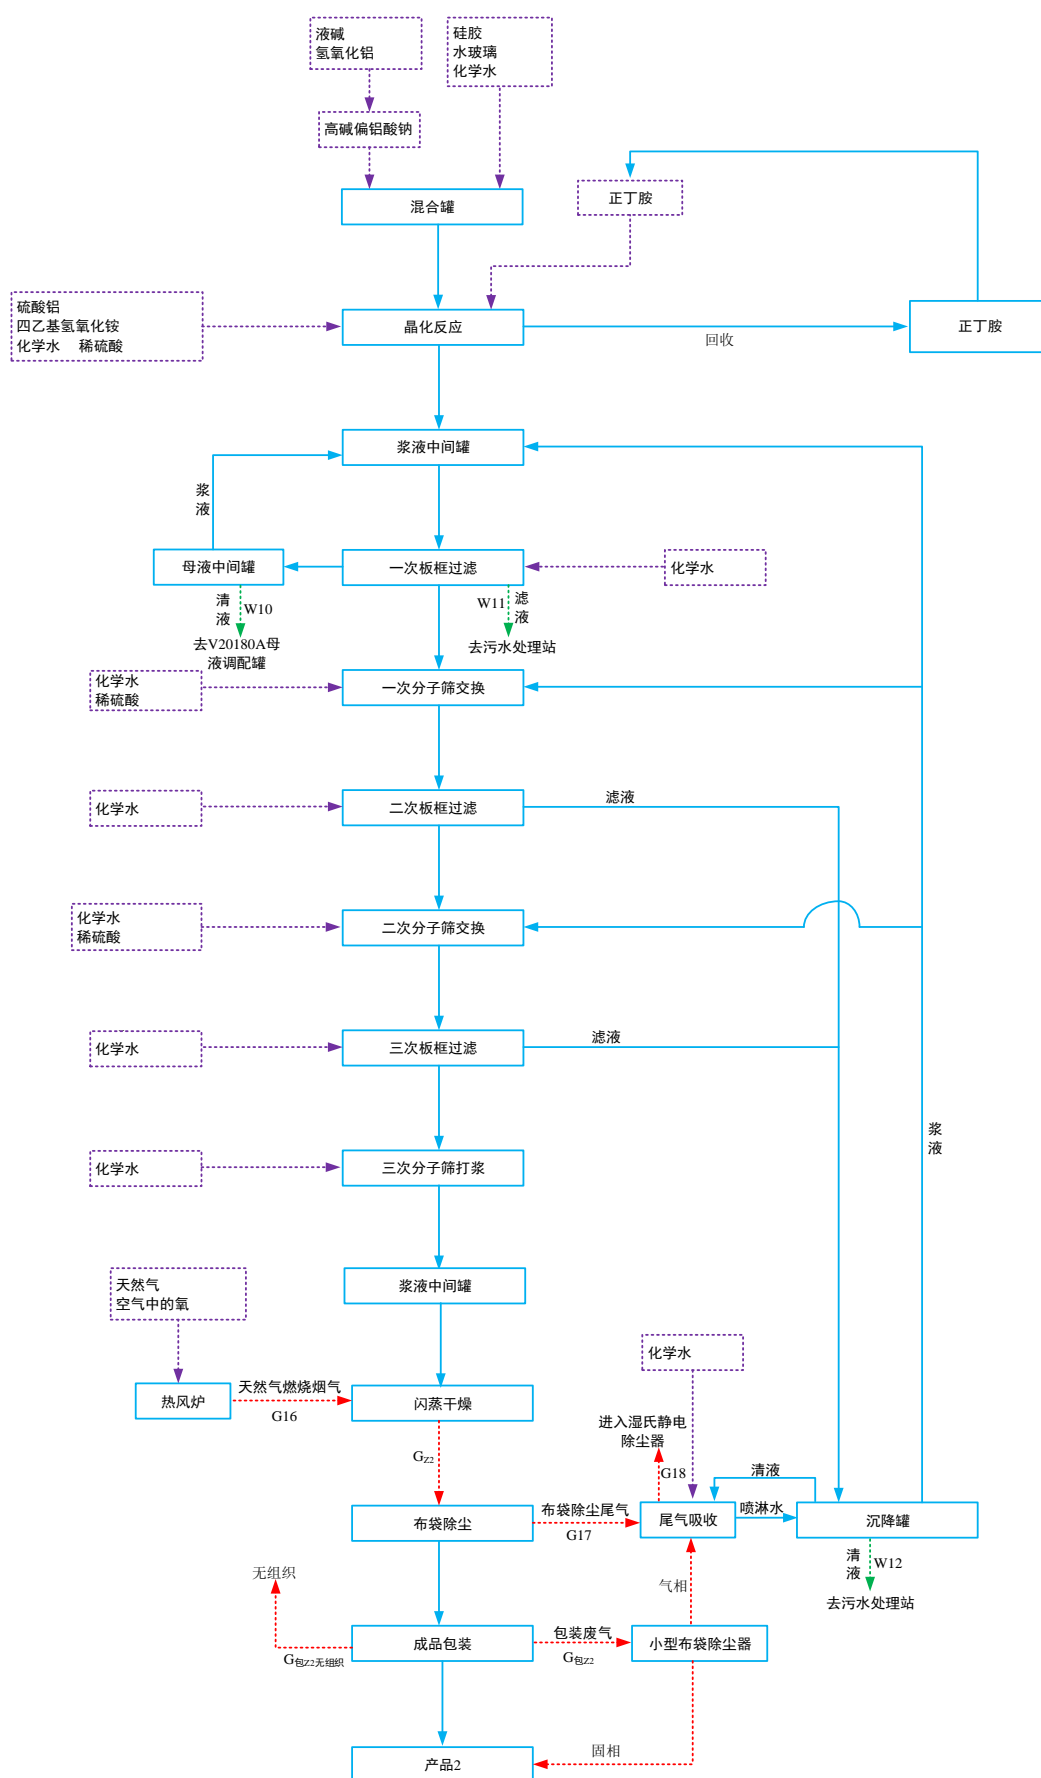 液碱
氢氧化铝
硅胶
水玻璃
化学水
高碱偏铝酸钠
混合罐
正丁胺
硫酸铝
四乙基氢氧化铵
化学水 稀硫酸
晶化反应
回收
正丁胺
浆液中间罐
浆
液
母液中间罐
一次板框过滤
化学水
清
液
W10
W11
滤
液
去V20180A母
液调配罐
去污水处理站
化学水
稀硫酸
一次分子筛交换
化学水
二次板框过滤
滤液
化学水
稀硫酸
二次分子筛交换
化学水
三次板框过滤
滤液
浆
液
化学水
三次分子筛打浆
浆液中间罐
天然气
空气中的氧
化学水
热风炉
天然气燃烧烟气
G16
闪蒸干燥
进入湿氏静电
除尘器
GZ2
G18
清液
布袋除尘
布袋除尘尾气
G17
尾气吸收
喷淋水
沉降罐
清
液
W12
去污水处理站
无组织
气相
成品包装
包装废气
G包Z2
小型布袋除尘器
G包Z2无组织
固相
产品2